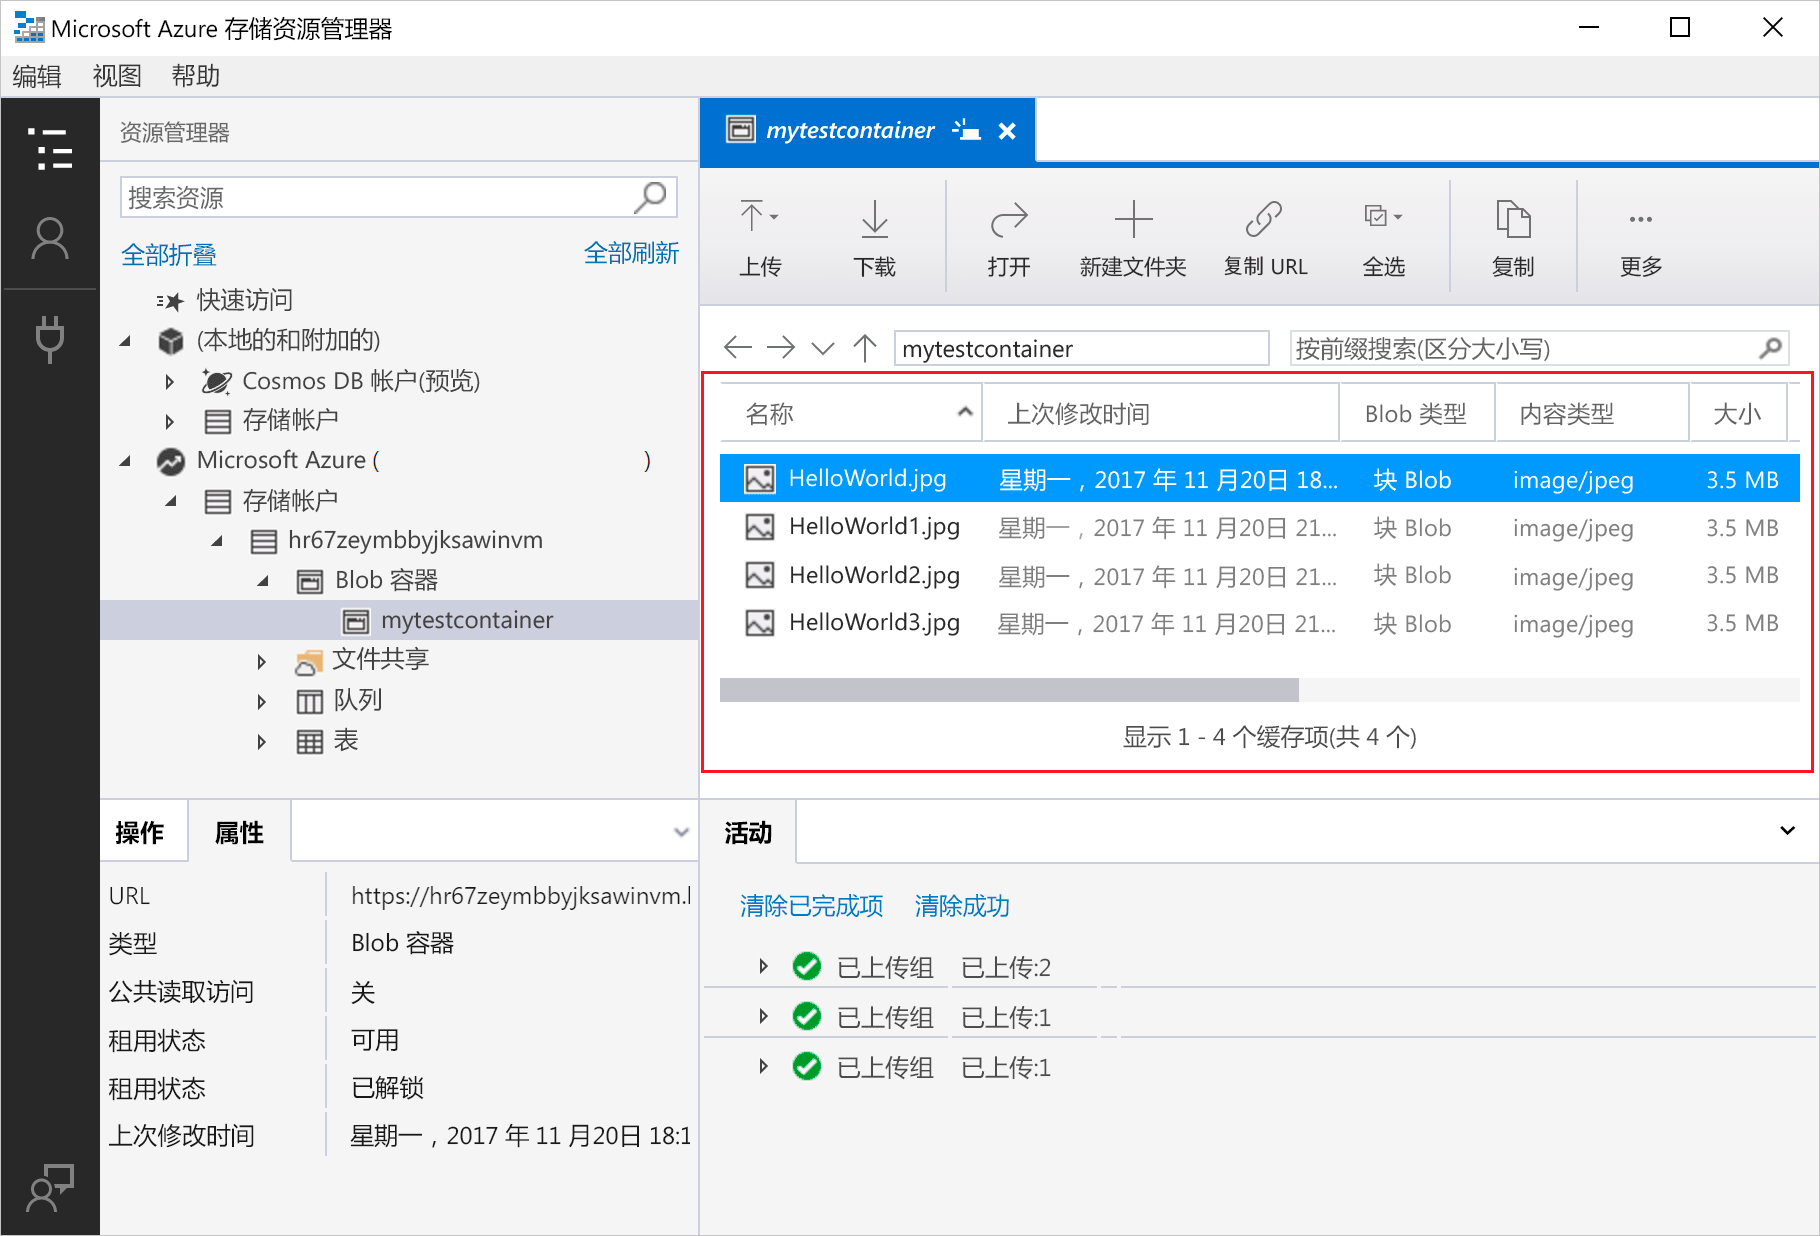 Microsoft Azure 存储资源管理器
编辑 视图 帮助
资源管理器
搜索资源
全部折叠 全部刷新
快速访问
(本地的和附加的)
Cosmos DB 帐户(预览)
存储帐户
Microsoft Azure ( )
存储帐户
hr67zeymbbyjksawinvm
Blob 容器
mytestcontainer
文件共享
队列
表
操作 属性
URL https://hr67zeymbbyjksawinvm.
类型 Blob 容器
公共读取访问 关
租用状态 可用
租用状态 已解锁
上次修改时间 星期一，2017 年 11 月20日 18:1
mytestcontainer
上传 下载 打开 新建文件夹 复制 URL 全选 复制 更多
mytestcontainer 按前缀搜索(区分大小写)
名称 上次修改时间 Blob 类型 内容类型 大小
HelloWorld.jpg 星期一，2017 年 11 月20日 18... 块 Blob image/jpeg 3.5 MB
HelloWorld1.jpg 星期一，2017 年 11 月20日 21... 块 Blob image/jpeg 3.5 MB
HelloWorld2.jpg 星期一，2017 年 11 月20日 21... 块 Blob image/jpeg 3.5 MB
HelloWorld3.jpg 星期一，2017 年 11 月20日 21... 块 Blob image/jpeg 3.5 MB
显示 1 - 4 个缓存项(共 4 个)
活动
清除已完成项 清除成功
已上传组 已上传:2
已上传组 已上传:1
已上传组 已上传:1